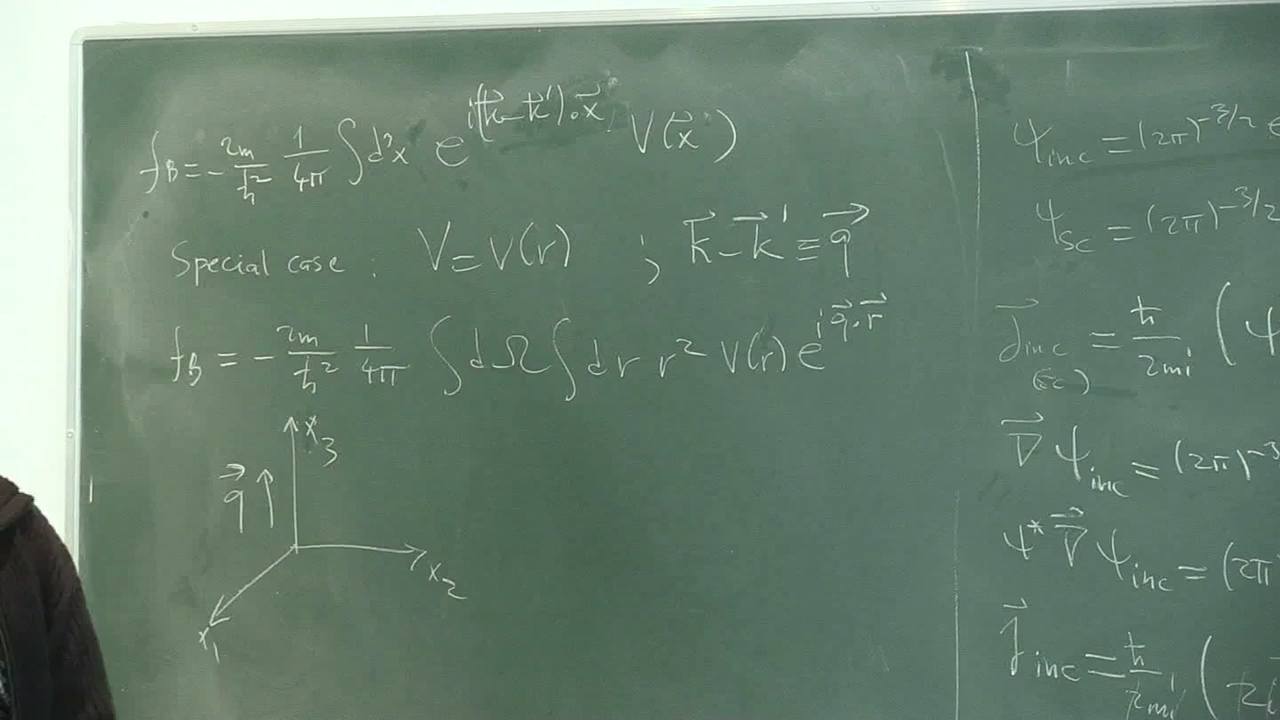 f_B = - 2m/ħ² 1/4π ∫ d³x e^{i(k⃗ - k⃗').x⃗} V(x⃗)
Special case : V = V(r) ; k⃗ - k⃗' ≡ q⃗
f_B = - 2m/ħ² 1/4π ∫ dΩ ∫ dr r² V(r) e^{i q⃗.r⃗}
x₃
q⃗
x₂
x₁
ψ_inc = (2π)^{-3/2} e
ψ_sc = (2π)^{-3/2}
j⃗_inc = ħ/2mi ( ψ
(sc)
∇⃗ ψ_inc = (2π)^{-3
ψ* ∇⃗ ψ_inc = (2π
j⃗_inc = ħ/2mi (